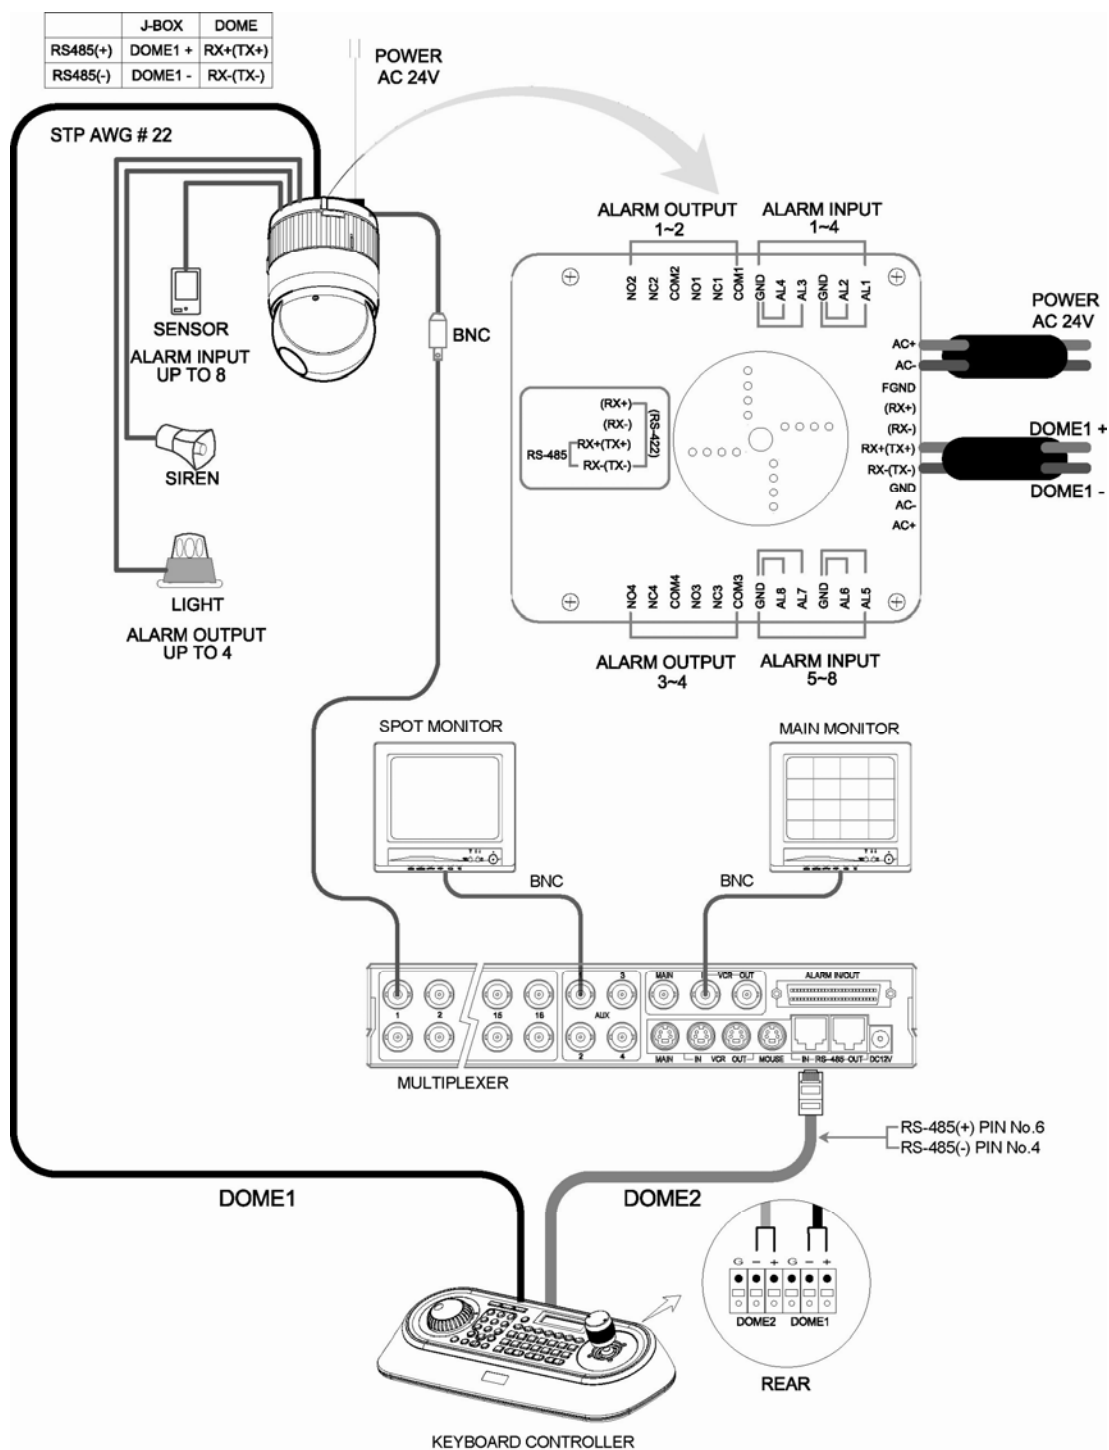 J-BOX DOME
RS485(+) DOME1 + RX+(TX+)
RS485(-) DOME1 - RX-(TX-)
POWER
AC 24V
STP AWG # 22
SENSOR
ALARM INPUT
UP TO 8
SIREN
LIGHT
ALARM OUTPUT
UP TO 4
BNC
ALARM OUTPUT
1~2
ALARM INPUT
1~4
NO2 NC2 COM2 NO1 NC1 COM1 GND AL4 AL3 GND AL2 AL1
POWER
AC 24V
AC+
AC-
FGND
(RX+)
(RX-)
RX+(TX+)
RX-(TX-)
GND
AC-
AC+
DOME1 +
DOME1 -
(RX+)
(RX-)
RX+(TX+)
RX-(TX-)
RS-485
(RS-422)
NO4 NC4 COM4 NO3 NC3 COM3 GND AL8 AL7 GND AL6 AL5
ALARM OUTPUT
3~4
ALARM INPUT
5~8
SPOT MONITOR
MAIN MONITOR
BNC
BNC
3 MAIN VCR OUT ALARM IN/OUT
1 2 15 16 AUX
2 4 MAIN IN VCR OUT MOUSE IN RS-485 OUT DC12V
MULTIPLEXER
RS-485(+) PIN No.6
RS-485(-) PIN No.4
DOME1
DOME2
G - + G - +
DOME2 DOME1
REAR
KEYBOARD CONTROLLER